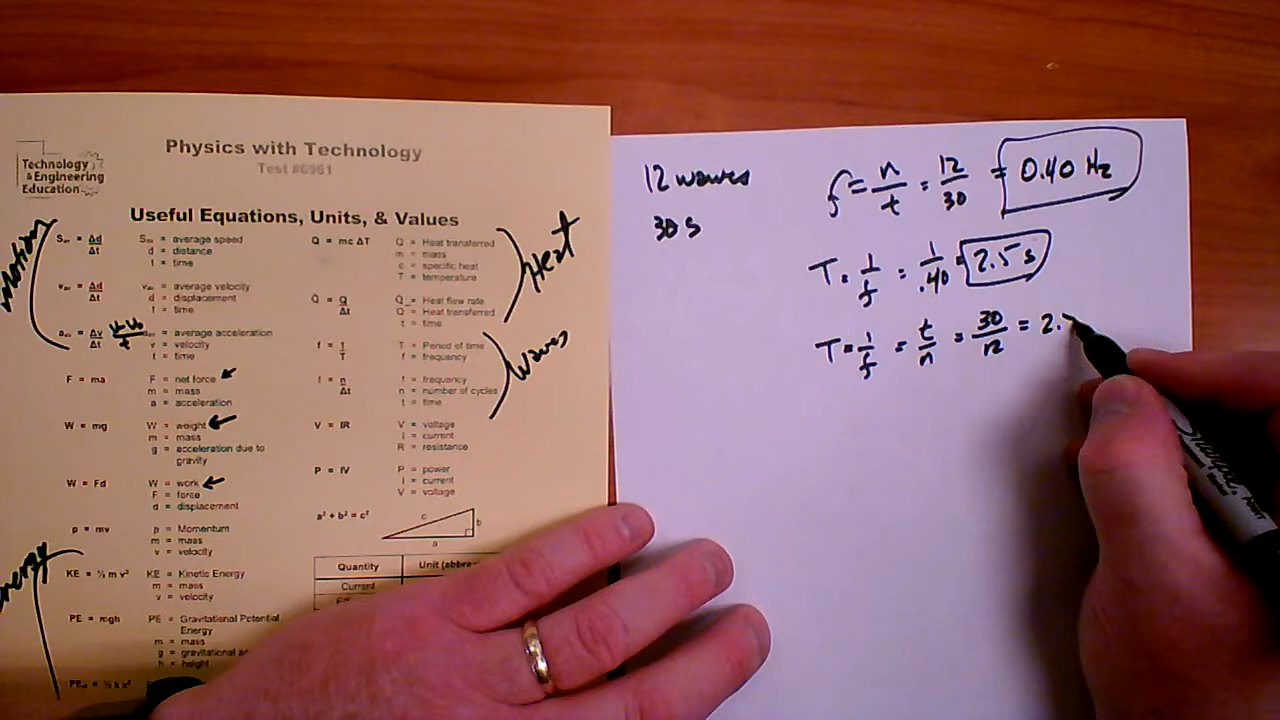 Technology
& Engineering
Education
Physics with Technology
Test #6961
Useful Equations, Units, & Values
Motion
Sav = Δd/Δt
Sav = average speed
d = distance
t = time
vav = Δd/Δt
vav = average velocity
d = displacement
t = time
aav = Δv/Δt
aav = average acceleration
v = velocity
t = time
F = ma
F = net force
m = mass
a = acceleration
W = mg
W = weight
m = mass
g = acceleration due to
gravity
W = Fd
W = work
F = force
d = displacement
p = mv
p = Momentum
m = mass
v = velocity
KE = ½ m v²
KE = Kinetic Energy
m = mass
v = velocity
PE = mgh
PE = Gravitational Potential
Energy
m = mass
g = gravitational
h = height
Q = mc ΔT
Q = Heat transferred
m = mass
c = specific heat
T = temperature
Q = Q/Δt
Q = Heat flow rate
Q = Heat transferred
t = time
Heat
f = 1/T
T = Period of time
f = frequency
f = n/Δt
f = frequency
n = number of cycles
t = time
Waves
V = IR
V = voltage
I = current
R = resistance
P = IV
P = power
I = current
V = voltage
a² + b² = c²
c
b
a
Quantity
Unit
Current
12 waves
30 s
f = n/t = 12/30 = 0.40 Hz
T = 1/f = 1/.40 = 2.5 s
T = 1/f = t/n = 30/12 = 2.